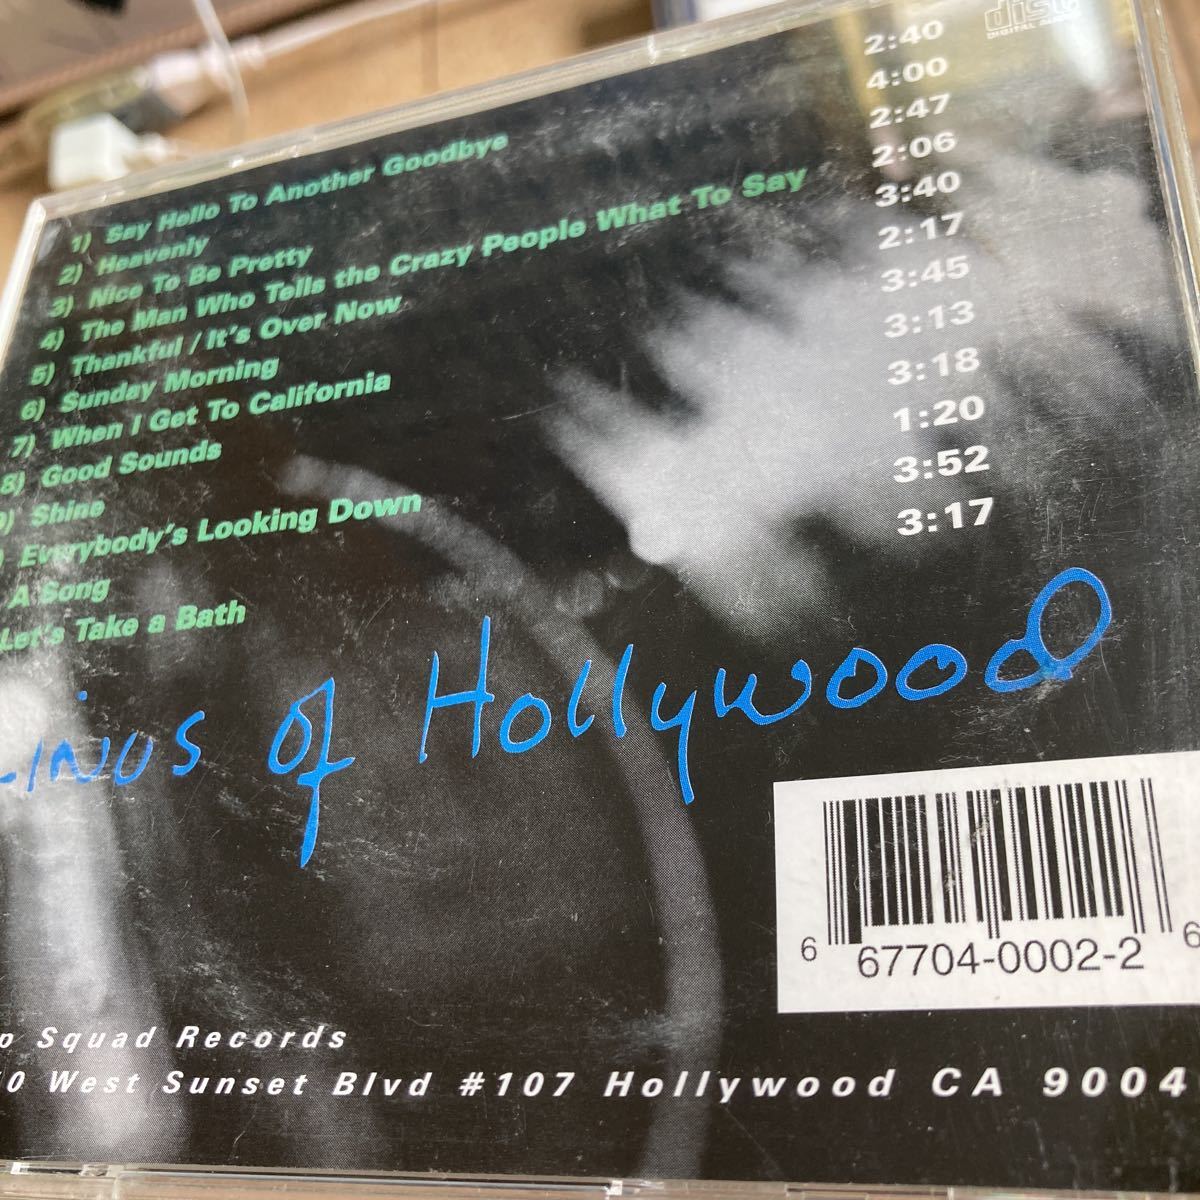 disc
DIGITAL AUDIO
1) Say Hello To Another Goodbye 2:40
2) Heavenly 4:00
3) Nice To Be Pretty 2:47
4) The Man Who Tells the Crazy People What To Say 2:06
5) Thankful / It's Over Now 3:40
6) Sunday Morning 2:17
7) When I Get To California 3:45
8) Good Sounds 3:13
9) Shine 3:18
) Everybody's Looking Down 1:20
A Song 3:52
Let's Take a Bath 3:17
Linus of Hollywood
6 67704-0002-2 6
Squad Records
0 West Sunset Blvd #107 Hollywood CA 9004